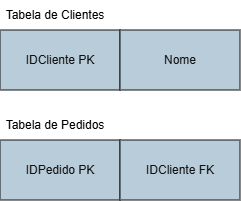 Tabela de Clientes
IDCliente PK
Nome
Tabela de Pedidos
IDPedido PK
IDCliente FK